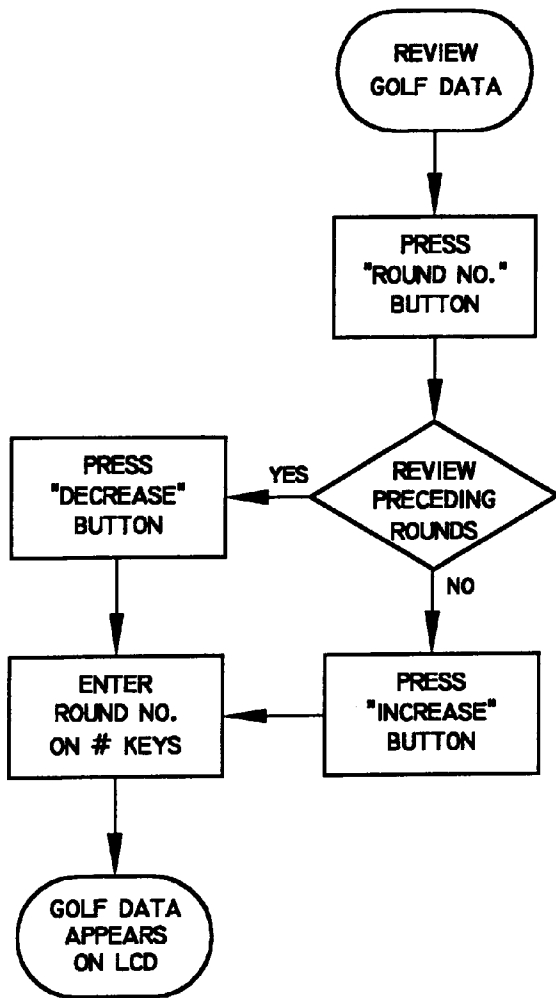 REVIEW
GOLF DATA
PRESS
"ROUND NO."
BUTTON
REVIEW
PRECEDING
ROUNDS
YES
PRESS
"DECREASE"
BUTTON
NO
PRESS
"INCREASE"
BUTTON
ENTER
ROUND NO.
ON # KEYS
GOLF DATA
APPEARS
ON LCD